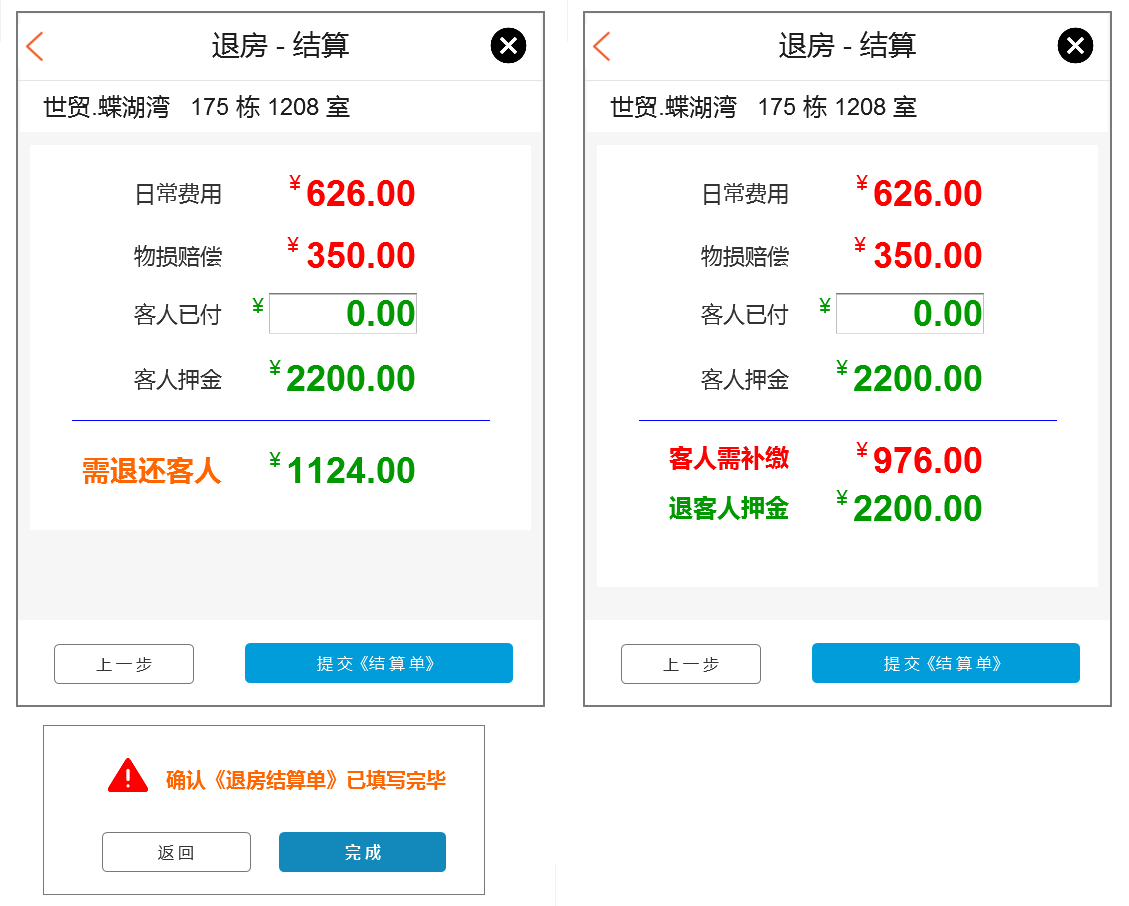 退房 - 结算
世贸.蝶湖湾 175 栋 1208 室
日常费用 ¥626.00
物损赔偿 ¥350.00
客人已付 ¥0.00
客人押金 ¥2200.00
需退还客人 ¥1124.00
上一步 提交《结算单》
确认《退房结算单》已填写完毕
返回 完成
退房 - 结算
世贸.蝶湖湾 175 栋 1208 室
日常费用 ¥626.00
物损赔偿 ¥350.00
客人已付 ¥0.00
客人押金 ¥2200.00
客人需补缴 ¥976.00
退客人押金 ¥2200.00
上一步 提交《结算单》